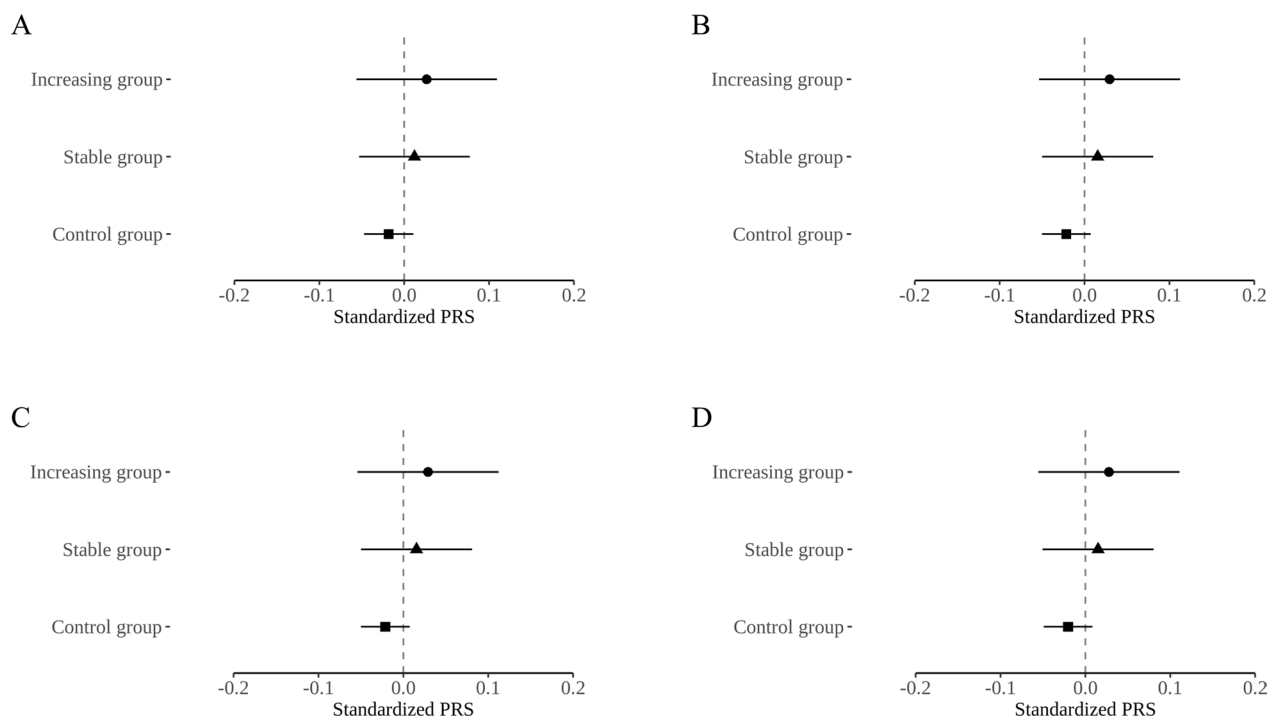 A
Increasing group
Stable group
Control group
-0.2 -0.1 0.0 0.1 0.2
Standardized PRS
B
Increasing group
Stable group
Control group
-0.2 -0.1 0.0 0.1 0.2
Standardized PRS
C
Increasing group
Stable group
Control group
-0.2 -0.1 0.0 0.1 0.2
Standardized PRS
D
Increasing group
Stable group
Control group
-0.2 -0.1 0.0 0.1 0.2
Standardized PRS